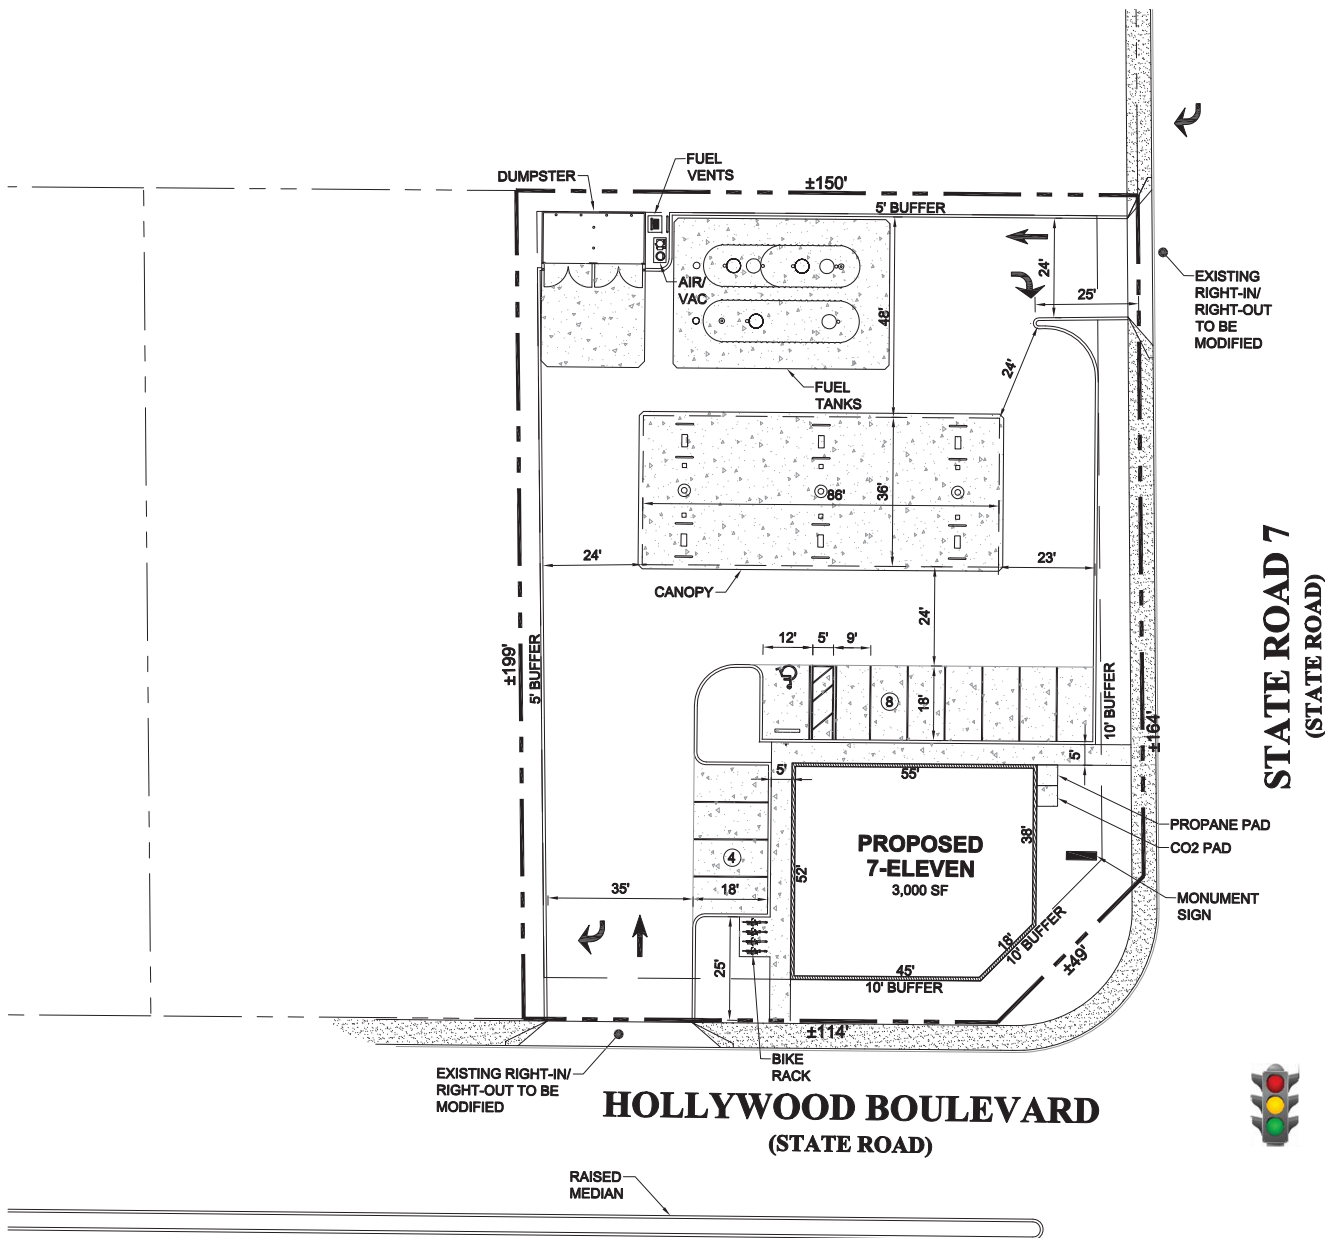 FUEL
VENTS
DUMPSTER
±150'
5' BUFFER
24'
25'
EXISTING
RIGHT-IN/
RIGHT-OUT
TO BE
MODIFIED
AIR/
VAC
48'
24'
FUEL
TANKS
86'
36'
24'
23'
CANOPY
24'
12'
5'
9'
±199'
5' BUFFER
8
18'
10' BUFFER
±164'
STATE ROAD 7
(STATE ROAD)
5'
5'
55'
PROPOSED
7-ELEVEN
3,000 SF
38'
52'
PROPANE PAD
CO2 PAD
4
35'
18'
MONUMENT
SIGN
25'
18'
10' BUFFER
±49'
45'
10' BUFFER
±114'
BIKE
RACK
EXISTING RIGHT-IN/
RIGHT-OUT TO BE
MODIFIED
HOLLYWOOD BOULEVARD
(STATE ROAD)
RAISED
MEDIAN